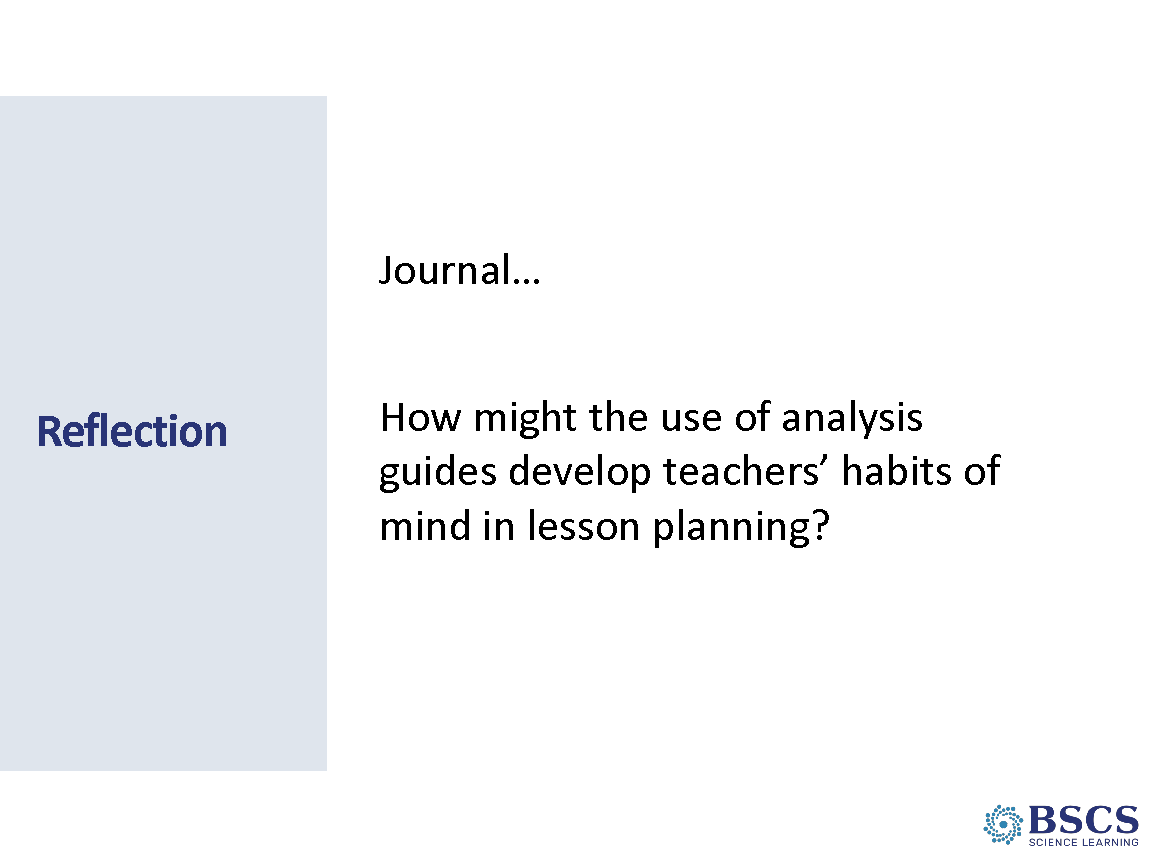 Reflection
Journal…
How might the use of analysis
guides develop teachers’ habits of
mind in lesson planning?
BSCS
SCIENCE LEARNING